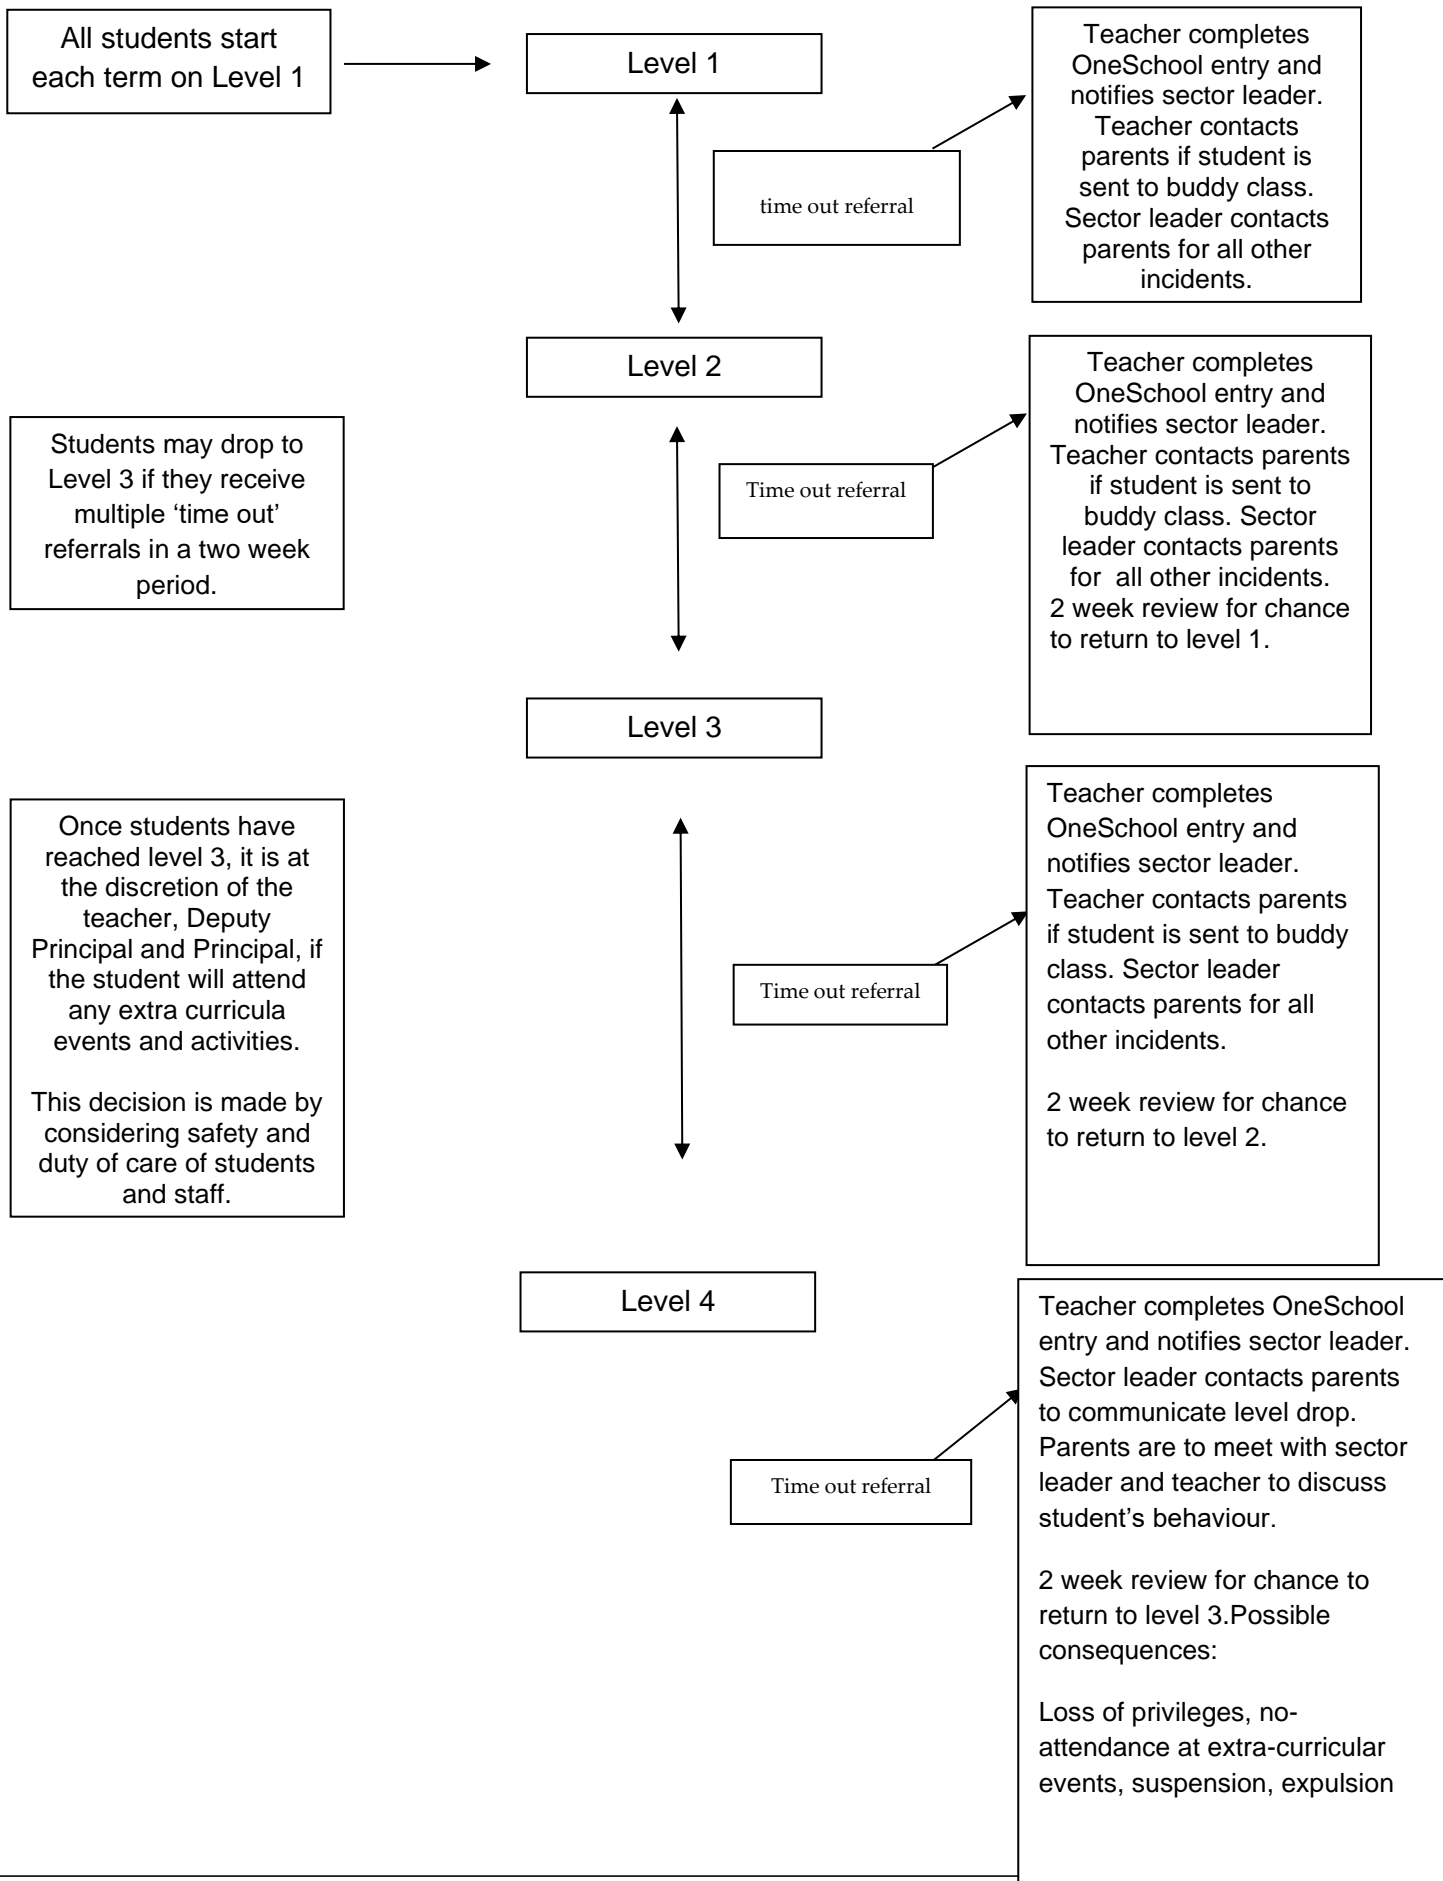 All students start
each term on Level 1
Level 1
time out referral
Teacher completes
OneSchool entry and
notifies sector leader.
Teacher contacts
parents if student is
sent to buddy class.
Sector leader contacts
parents for all other
incidents.
Level 2
Time out referral
Teacher completes
OneSchool entry and
notifies sector leader.
Teacher contacts parents
if student is sent to
buddy class. Sector
leader contacts parents
for  all other incidents.
2 week review for chance
to return to level 1.
Students may drop to
Level 3 if they receive
multiple ‘time out’
referrals in a two week
period.
Level 3
Time out referral
Teacher completes
OneSchool entry and
notifies sector leader.
Teacher contacts parents
if student is sent to buddy
class. Sector leader
contacts parents for all
other incidents.
2 week review for chance
to return to level 2.
Once students have
reached level 3, it is at
the discretion of the
teacher, Deputy
Principal and Principal, if
the student will attend
any extra curricula
events and activities.
This decision is made by
considering safety and
duty of care of students
and staff.
Level 4
Time out referral
Teacher completes OneSchool
entry and notifies sector leader.
Sector leader contacts parents
to communicate level drop.
Parents are to meet with sector
leader and teacher to discuss
student’s behaviour.
2 week review for chance to
return to level 3.Possible
consequences:
Loss of privileges, no-
attendance at extra-curricular
events, suspension, expulsion